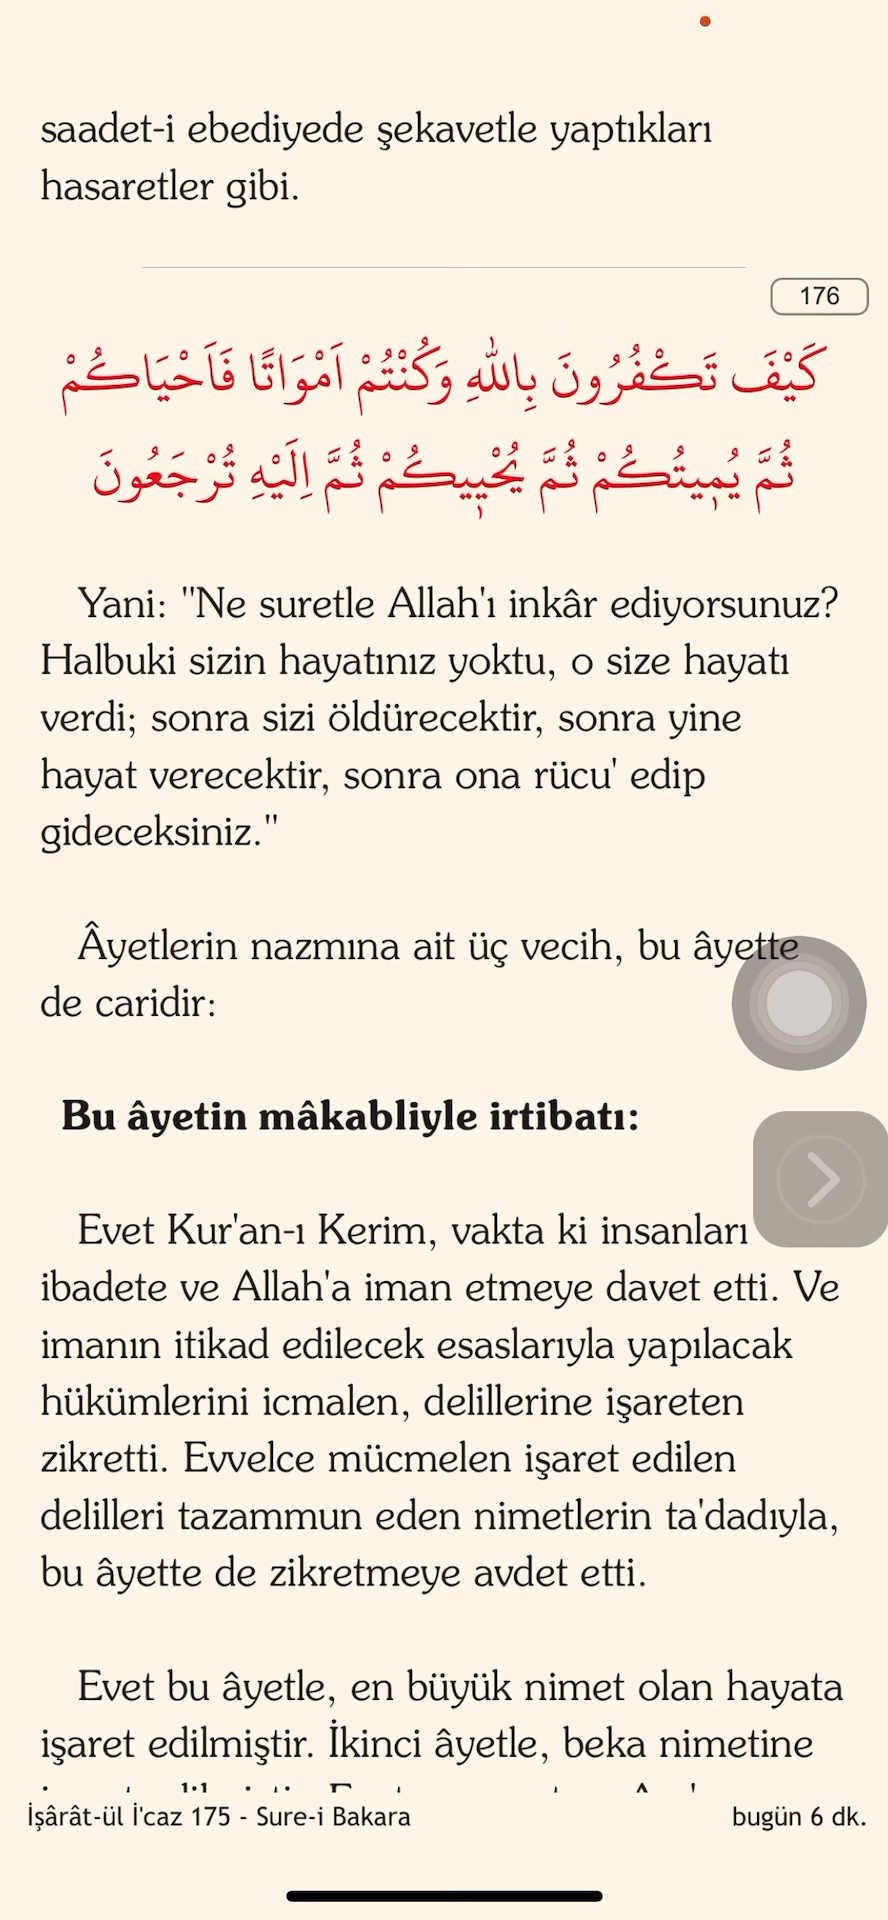 saadet-i ebediyede şekavetle yaptıkları
hasaretler gibi.
176
كَيْفَ تَكْفُرُونَ بِاللّٰهِ وَكُنْتُمْ اَمْوَاتًا فَاَحْيَاكُمْ
ثُمَّ يُمِيتُكُمْ ثُمَّ يُحْيِيكُمْ ثُمَّ اِلَيْهِ تُرْجَعُونَ
Yani: "Ne suretle Allah'ı inkâr ediyorsunuz?
Halbuki sizin hayatınız yoktu, o size hayatı
verdi; sonra sizi öldürecektir, sonra yine
hayat verecektir, sonra ona rücu' edip
gideceksiniz."
Âyetlerin nazmına ait üç vecih, bu âyette
de caridir:
Bu âyetin mâkabliyle irtibatı:
Evet Kur'an-ı Kerim, vakta ki insanları
ibadete ve Allah'a iman etmeye davet etti. Ve
imanın itikad edilecek esaslarıyla yapılacak
hükümlerini icmalen, delillerine işareten
zikretti. Evvelce mücmelen işaret edilen
delilleri tazammun eden nimetlerin ta'dadıyla,
bu âyette de zikretmeye avdet etti.
Evet bu âyetle, en büyük nimet olan hayata
işaret edilmiştir. İkinci âyetle, beka nimetine
İşârât-ül İ'caz 175 - Sure-i Bakara
bugün 6 dk.